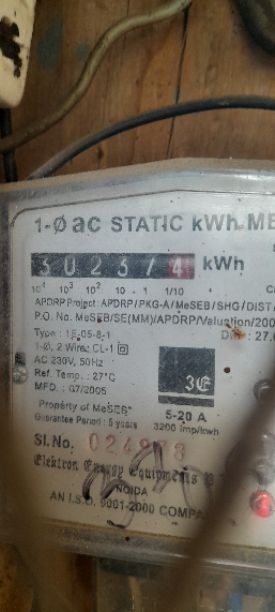 1-Ø ac STATIC kWh ME
3023/4 kWh
10⁴ 10³ 10² 10 1 1/10
APDRP Project: APDRP/PKG-A/MeSEB/SHG/DIST
P.O. No. MeSEB/SE(MM)/APDRP/Valuation/200
Type : 1E-05-8-1
1-Ø, 2 Wire, CL-1
AC 230V, 50Hz
Ref. Temp.: 27°C
MFD. : 07/2005
3E
Property of MeSEB
5-20 A
Guarantee Period : 5 years
3200 imp/kwh
Sl.No.
Elektron Energy Equipments P
NOIDA
AN I.S.O. 9001-2000 COMPA